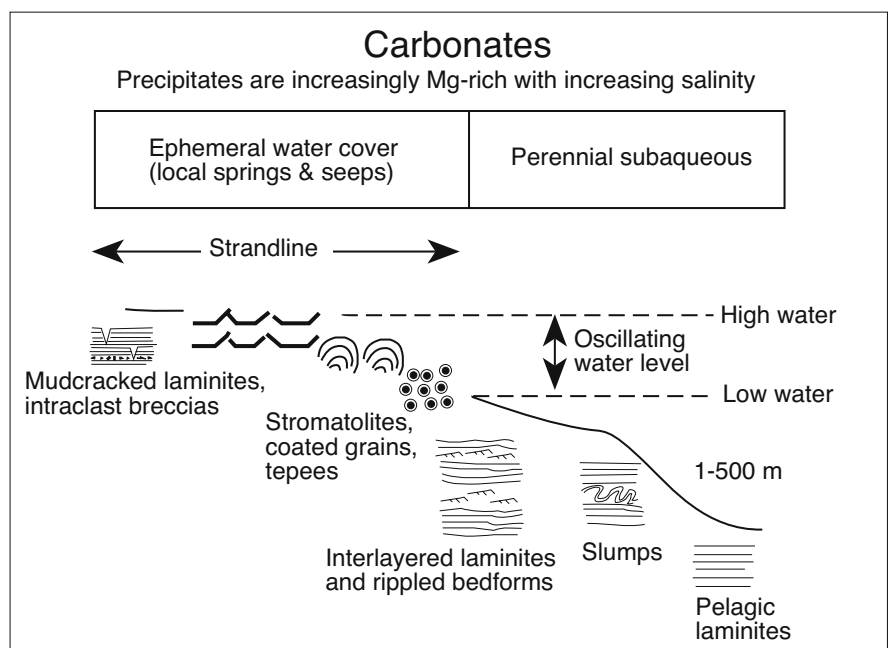 Carbonates
Precipitates are increasingly Mg-rich with increasing salinity
Ephemeral water cover
(local springs & seeps)
Perennial subaqueous
Strandline
High water
Oscillating
water level
Low water
Mudcracked laminites,
intraclast breccias
Stromatolites,
coated grains,
tepees
1-500 m
Interlayered laminites
and rippled bedforms
Slumps
Pelagic
laminites